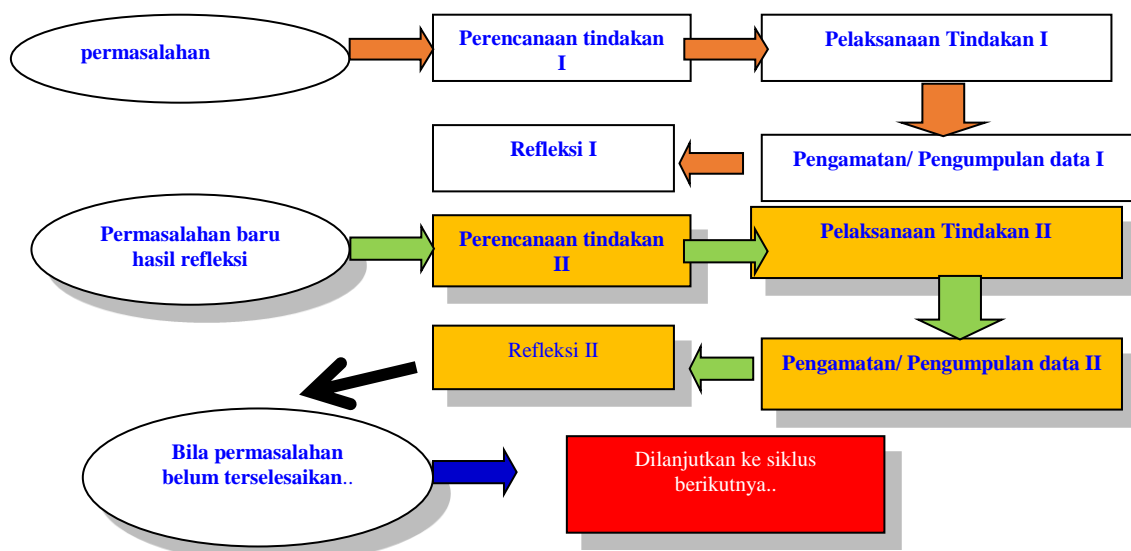 permasalahan
Perencanaan tindakan
I
Pelaksanaan Tindakan I
Refleksi I
Pengamatan/ Pengumpulan data I
Permasalahan baru
hasil refleksi
Perencanaan tindakan
II
Pelaksanaan Tindakan II
Refleksi II
Pengamatan/ Pengumpulan data II
Bila permasalahan
belum terselesaikan..
Dilanjutkan ke siklus
berikutnya..